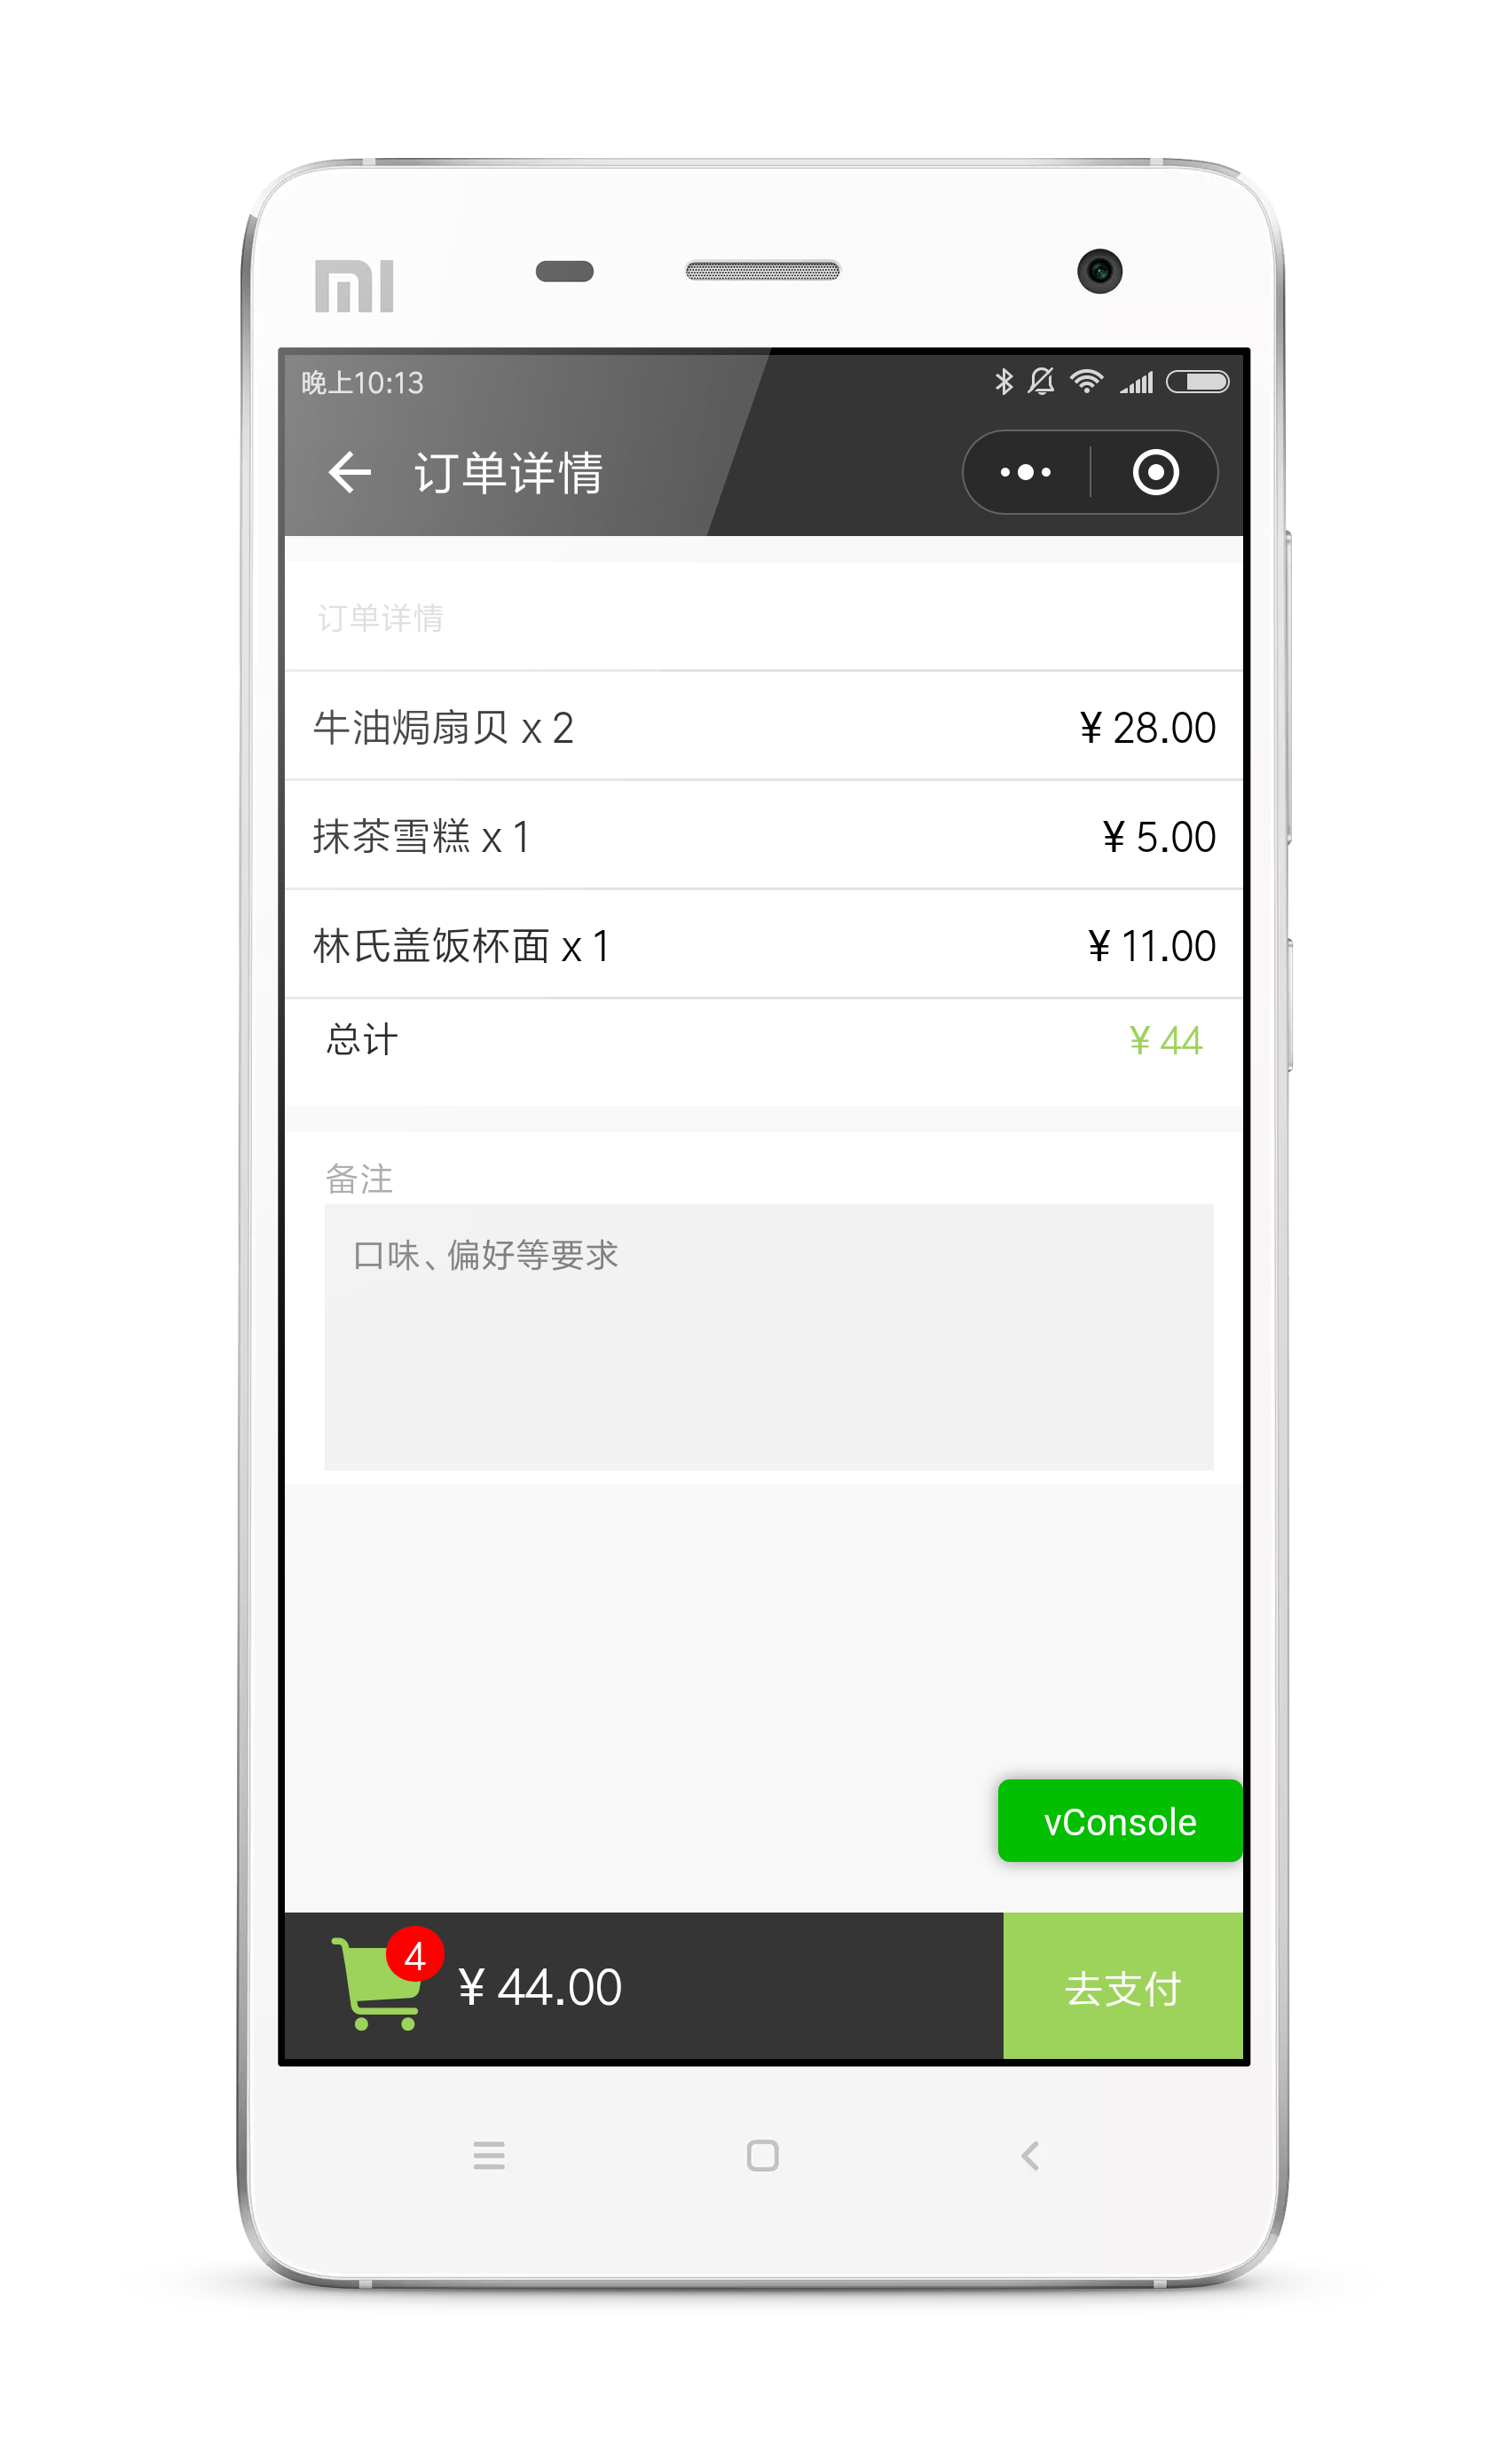 MI
晚上10:13
订单详情
订单详情
牛油焗扇贝 x 2 ¥ 28.00
抹茶雪糕 x 1 ¥ 5.00
林氏盖饭杯面 x 1 ¥ 11.00
总计 ¥ 44
备注
口味、偏好等要求
vConsole
4 ¥ 44.00 去支付